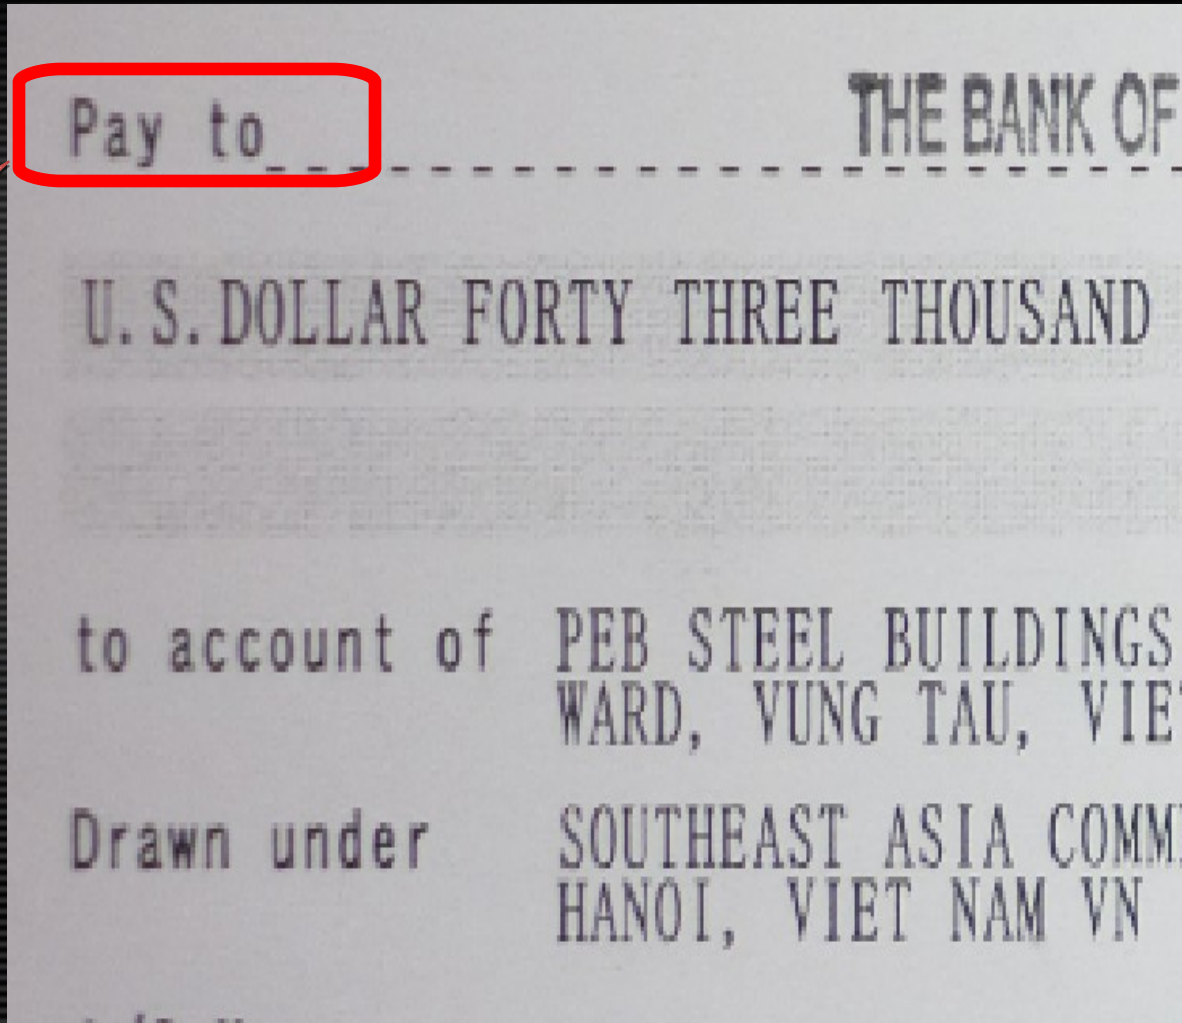 Pay to THE BANK OF
U.S. DOLLAR FORTY THREE THOUSAND
to account of PEB STEEL BUILDINGS
WARD, VUNG TAU, VIET
Drawn under SOUTHEAST ASIA COMM
HANOI, VIET NAM VN